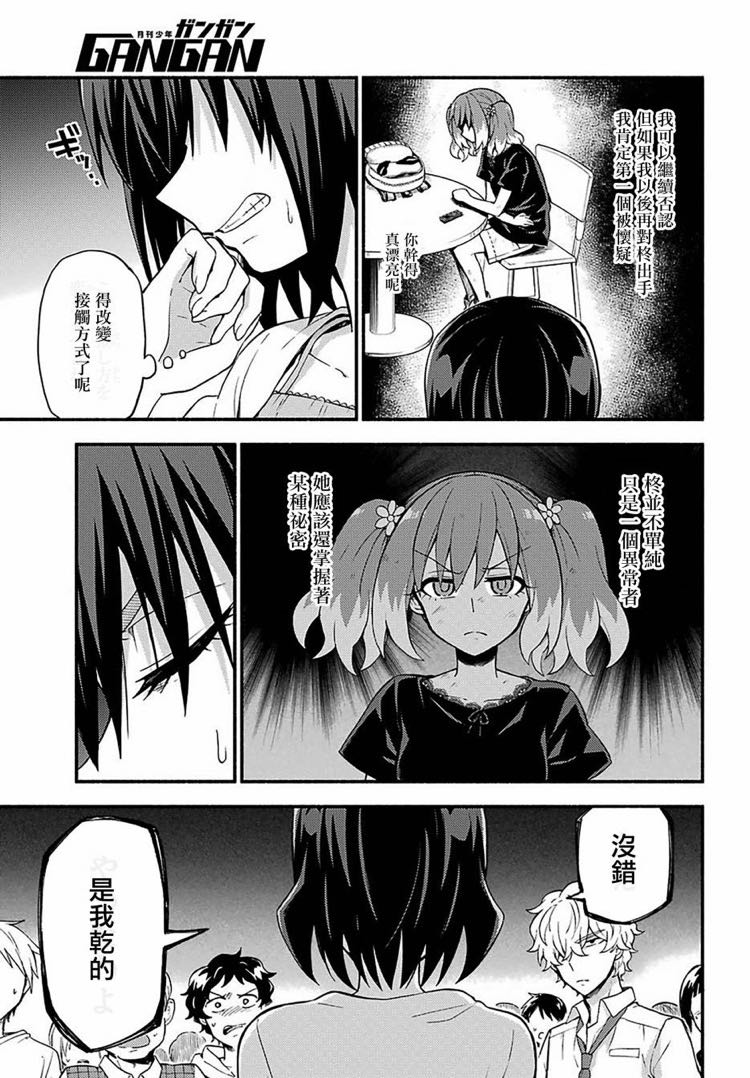 月刊少年ガンガン
GANGAN
我可以繼續否認
但如果我以後再對柊出手
我肯定第一個被懷疑
你幹得
真漂亮呢
ギッ…
得改變
接觸方式了呢
柊並不單純
只是一個異常者
她應該還掌握著
某種祕密
沒錯
是我乾的